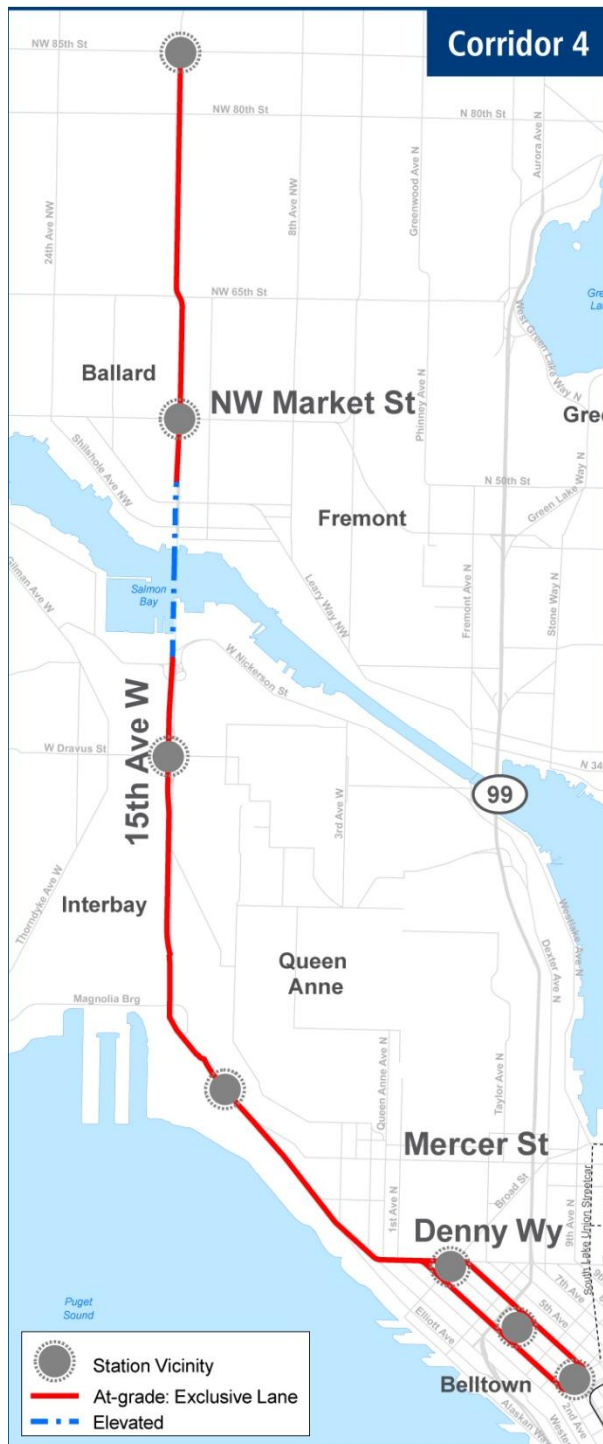 Corridor 4
NW 85th St
NW 80th St
N 80th St
Aurora Ave N
Greenwood Ave N
8th Ave NW
24th Ave NW
NW 65th St
West Green Lake Way N
Ballard
NW Market St
Phinney Ave N
Shilshole Ave NW
N 50th St
Green Lake Way N
Fremont
Gilman Ave W
Salmon
Bay
Leary Way NW
Fremont Ave N
Stone Way N
W Nickerson St
15th Ave W
W Dravus St
N 34
99
3rd Ave W
Thorndyke Ave W
Interbay
Westlake Ave N
Dexter Ave N
Queen
Anne
Magnolia Brg
Queen Anne Ave N
Taylor Ave N
Mercer St
Broad St
1st Ave N
9th Ave N
South Lake Union Streetcar
Denny Wy
7th Ave
5th Ave
Puget
Sound
Elliott Ave
Belltown
2nd Ave
Alaskan Way
Station Vicinity
At-grade: Exclusive Lane
Elevated